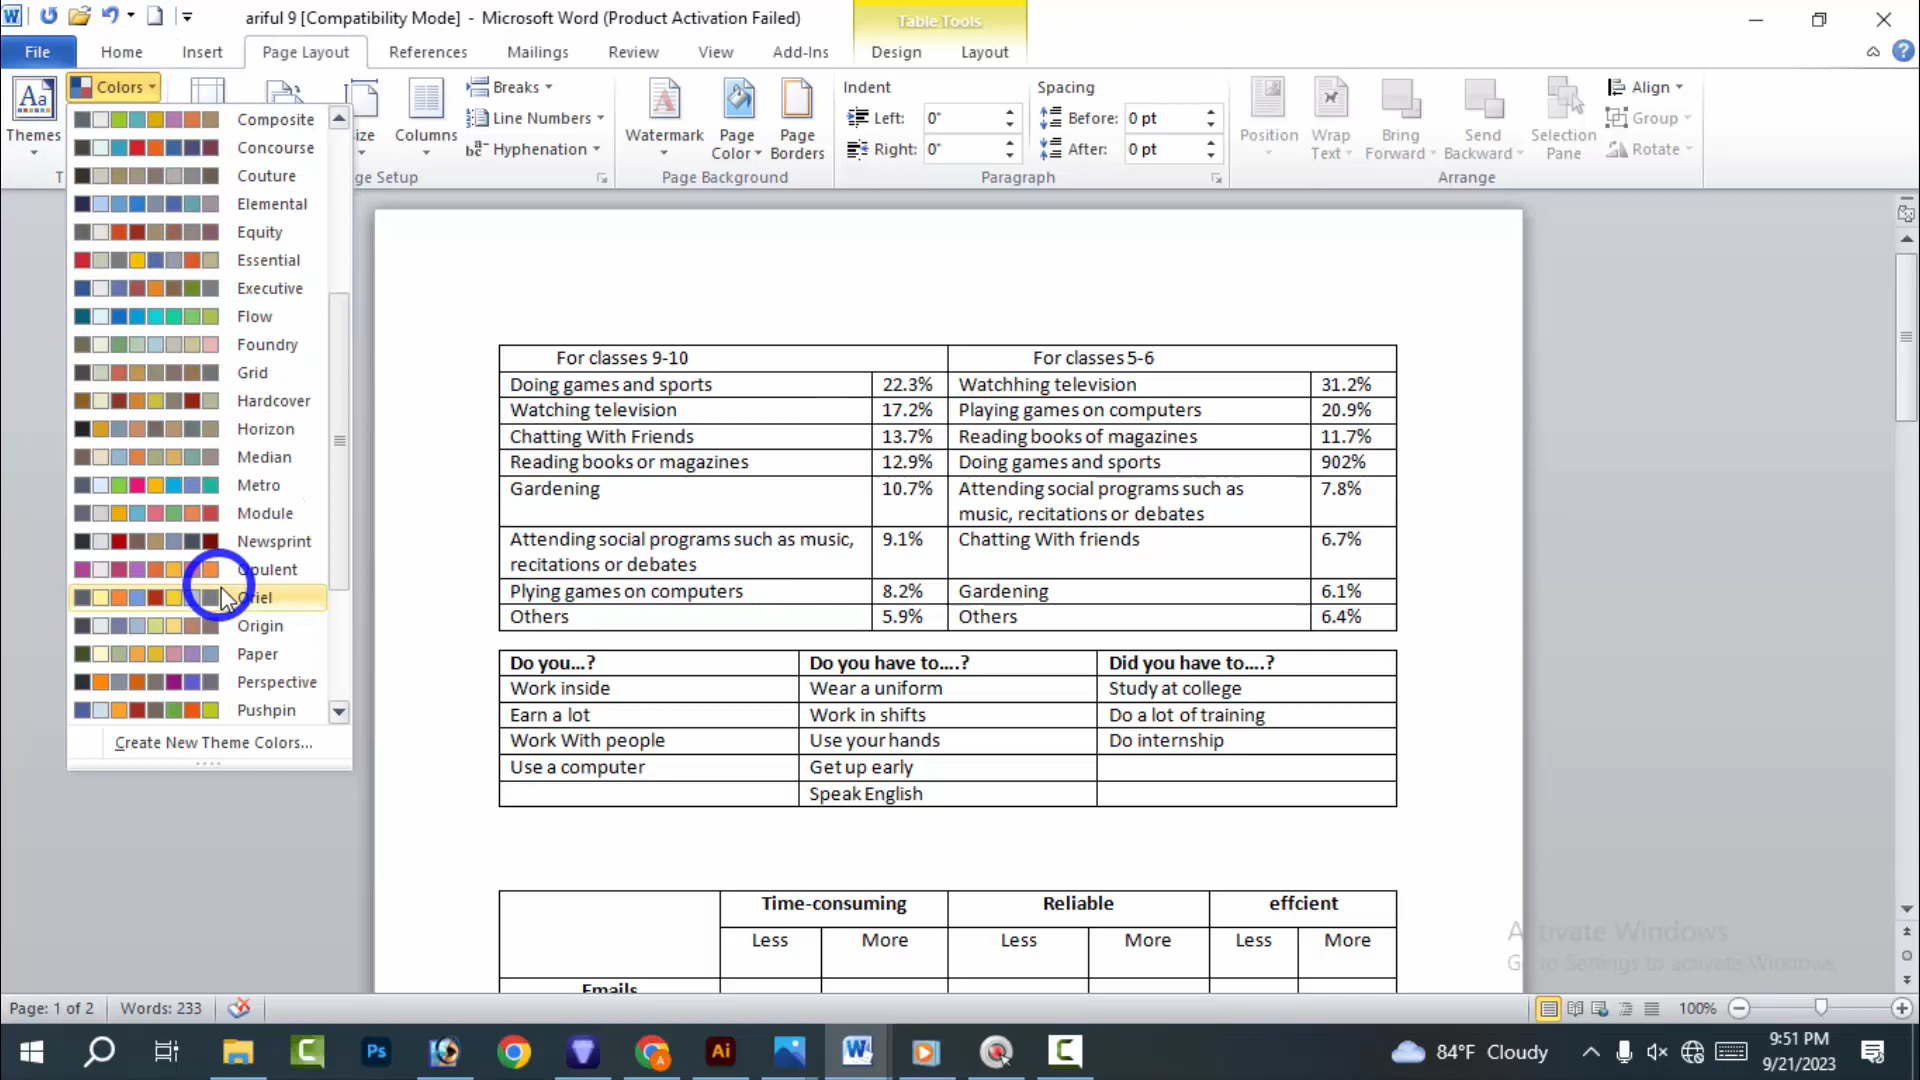 ariful 9 [Compatibility Mode] - Microsoft Word (Product Activation Failed)
Table Tools
File Home Insert Page Layout References Mailings Review View Add-Ins Design Layout
Colors
Themes
Columns
Breaks
Line Numbers
Hyphenation
Watermark
Page Color
Page Borders
Indent
Left: 0"
Right: 0"
Spacing
Before: 0 pt
After: 0 pt
Position
Wrap Text
Bring Forward
Send Backward
Selection Pane
Align
Group
Rotate
Page Background
Paragraph
Arrange
Composite
Concourse
Couture
Elemental
Equity
Essential
Executive
Flow
Foundry
Grid
Hardcover
Horizon
Median
Metro
Module
Newsprint
Opulent
Oriel
Origin
Paper
Perspective
Pushpin
Create New Theme Colors...
For classes 9-10 For classes 5-6
Doing games and sports 22.3% Watchhing television 31.2%
Watching television 17.2% Playing games on computers 20.9%
Chatting With Friends 13.7% Reading books of magazines 11.7%
Reading books or magazines 12.9% Doing games and sports 902%
Gardening 10.7% Attending social programs such as music, recitations or debates 7.8%
Attending social programs such as music, recitations or debates 9.1% Chatting With friends 6.7%
Plying games on computers 8.2% Gardening 6.1%
Others 5.9% Others 6.4%
Do you...? Do you have to....? Did you have to....?
Work inside Wear a uniform Study at college
Earn a lot Work in shifts Do a lot of training
Work With people Use your hands Do internship
Use a computer Get up early
Speak English
Time-consuming Reliable effcient
Less More Less More Less More
Emails
Activate Windows
Go to Settings to activate Windows.
Page: 1 of 2 Words: 233 100%
84°F Cloudy
9:51 PM
9/21/2023